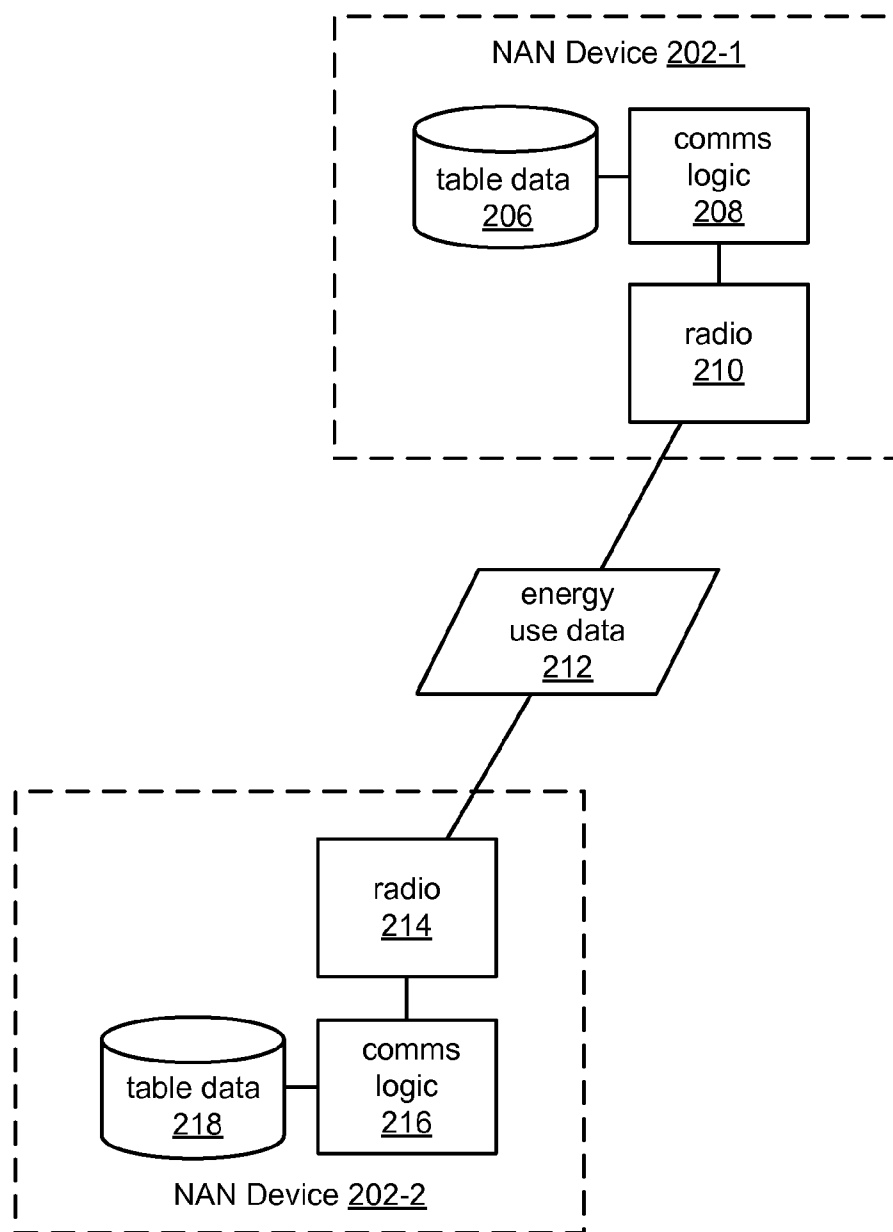 NAN Device 202-1
table data
206
comms
logic
208
radio
210
energy
use data
212
radio
214
table data
218
comms
logic
216
NAN Device 202-2